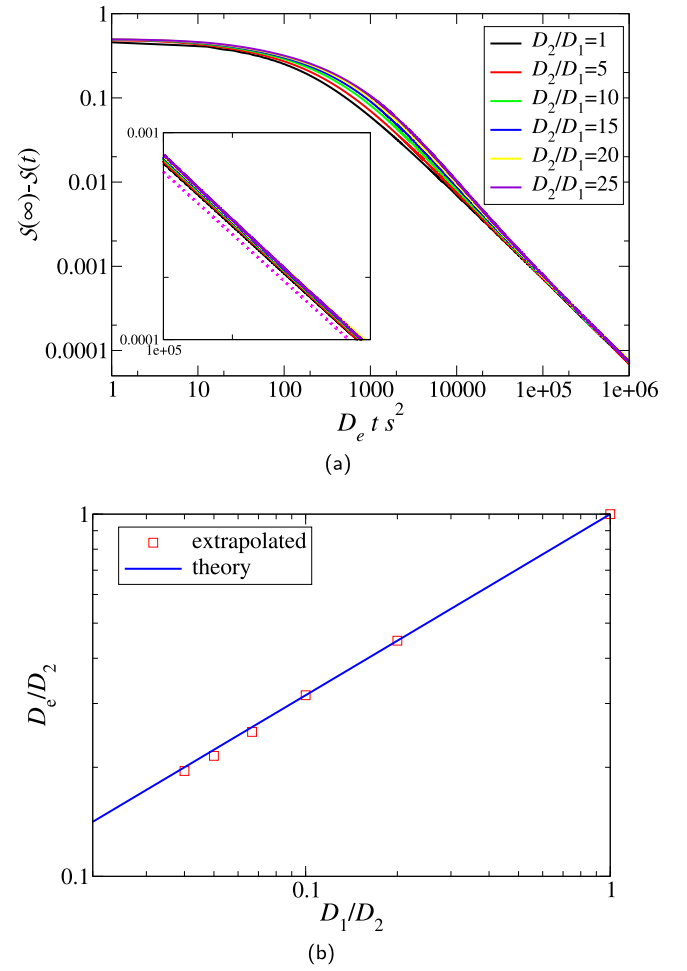 1
0.1
0.01
0.001
0.0001
S(∞)-S(t)
D₂/D₁=1
D₂/D₁=5
D₂/D₁=10
D₂/D₁=15
D₂/D₁=20
D₂/D₁=25
0.001
0.0001
1e+05
1 10 100 1000 10000 1e+05 1e+06
Dₑ t s²
(a)
1
0.1
Dₑ/D₂
extrapolated
theory
0.1 1
D₁/D₂
(b)